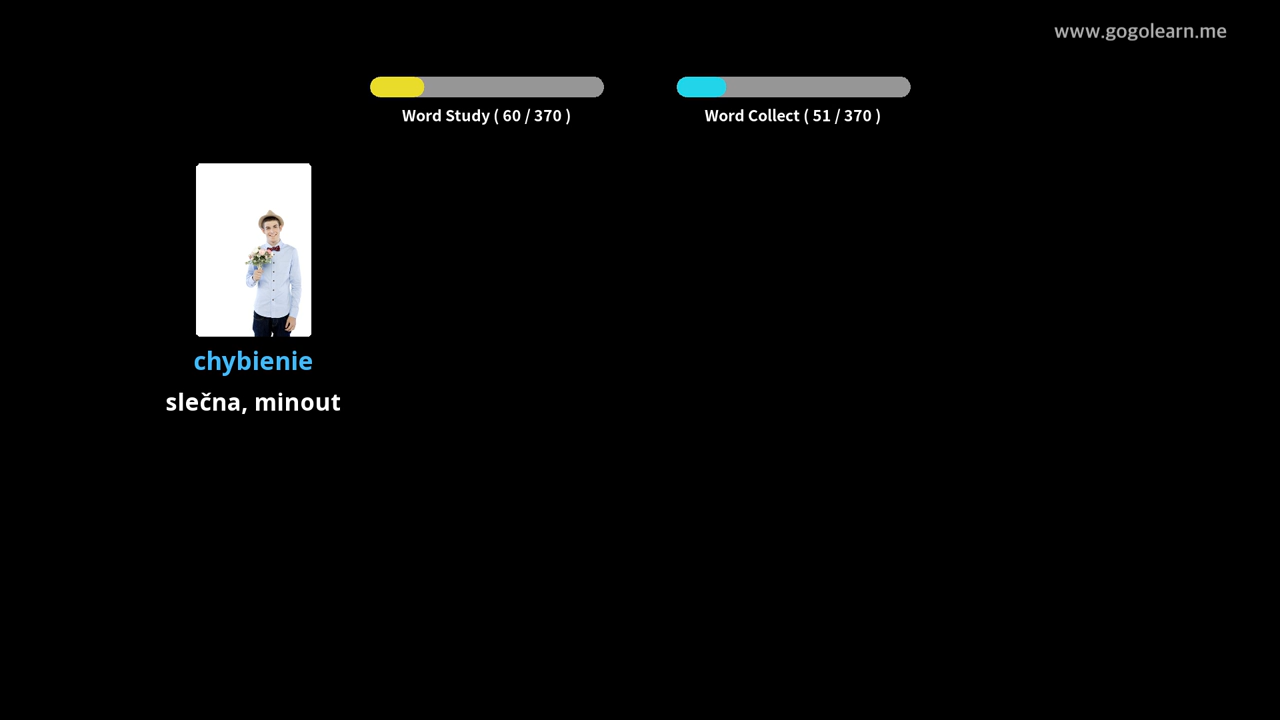 www.gogolearn.me
Word Study ( 60 / 370 )
Word Collect ( 51 / 370 )
chybienie
slečna, minout